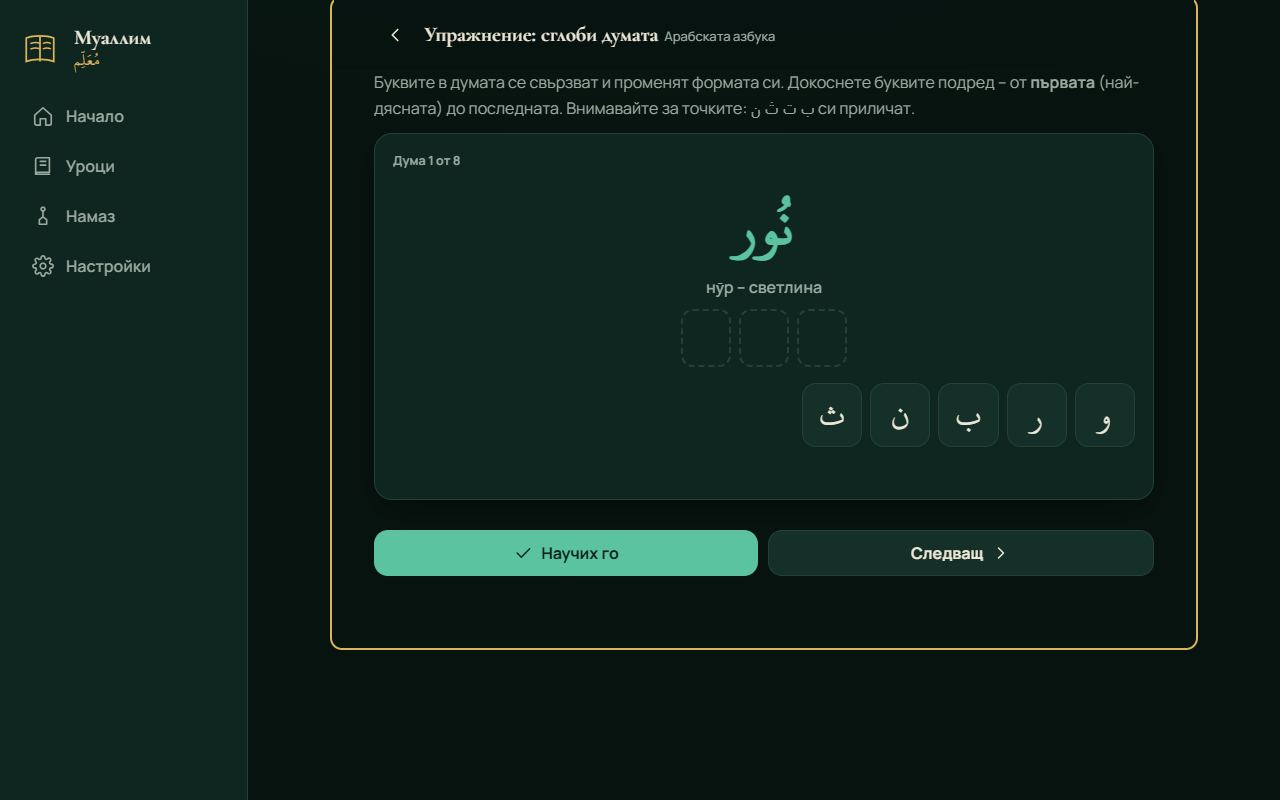 Муаллим
مُعَلِّم
Начало
Уроци
Намаз
Настройки
Упражнение: сглоби думата Арабската азбука
Буквите в думата се свързват и променят формата си. Докоснете буквите подред – от първата (най-
дясната) до последната. Внимавайте за точките: ب ت ث ن си приличат.
Дума 1 от 8
نُور
нӯр – светлина
و ر ب ن ث
Научих го
Следващ